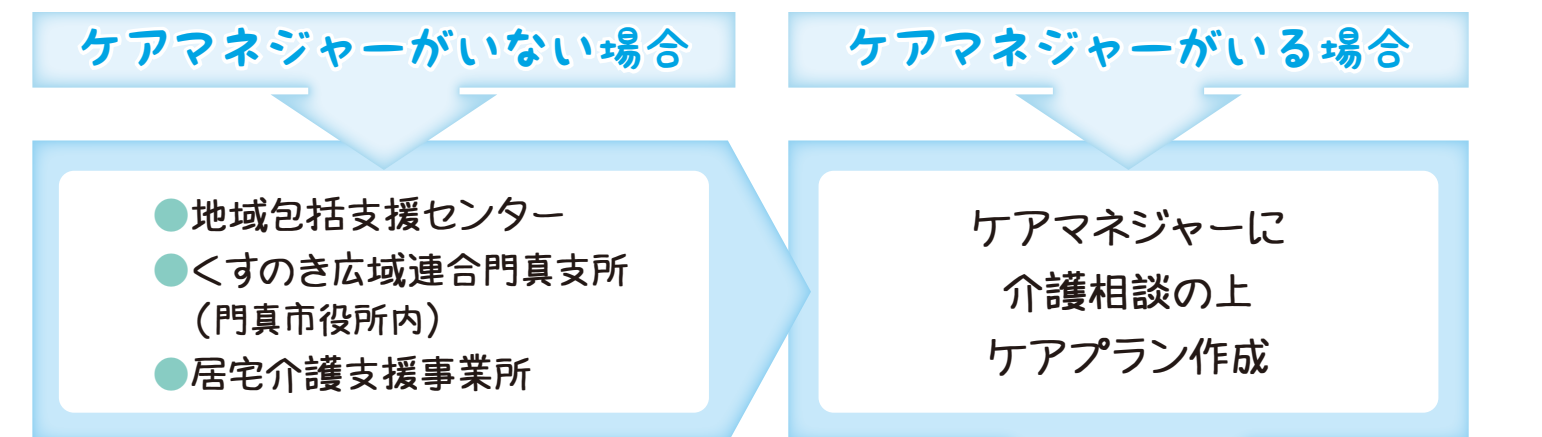 ケアマネジャーがいない場合
●地域包括支援センター
●くすのき広域連合門真支所
(門真市役所内)
●居宅介護支援事業所
ケアマネジャーがいる場合
ケアマネジャーに
介護相談の上
ケアプラン作成